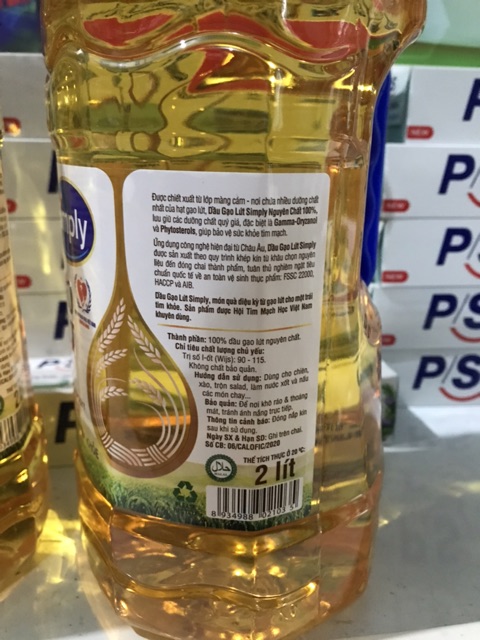 Được chiết xuất từ lớp màng cám - nơi chứa nhiều dưỡng chất
nhất của hạt gạo lứt, Dầu Gạo Lứt Simply Nguyên Chất 100%,
lưu giữ các dưỡng chất quý giá, đặc biệt là Gamma-Oryzanol
và Phytosterols, giúp bảo vệ sức khỏe tim mạch.
Ứng dụng công nghệ hiện đại từ Châu Âu, Dầu Gạo Lứt Simply
được sản xuất theo quy trình khép kín từ khâu chọn nguyên
liệu đến đóng chai thành phẩm, tuân thủ nghiêm ngặt tiêu
chuẩn quốc tế về an toàn vệ sinh thực phẩm: FSSC 22000,
HACCP và AIB.
Dầu Gạo Lứt Simply, món quà diệu kỳ từ gạo lứt cho một trái
tim khỏe. Sản phẩm được Hội Tim Mạch Học Việt Nam
khuyên dùng.
Thành phần: 100% dầu gạo lứt nguyên chất.
Chỉ tiêu chất lượng chủ yếu:
Trị số I-ốt (Wijs): 90 - 115.
Không chất bảo quản.
Hướng dẫn sử dụng: Dùng cho chiên,
xào, trộn salad, làm nước xốt và nấu
các món chay...
Bảo quản: Để nơi khô ráo & thoáng
mát, tránh ánh nắng trực tiếp.
Thông tin cảnh báo: Đóng nắp kín
sau khi sử dụng.
Ngày SX & Hạn SD: Ghi trên chai.
Số CB: 06/CALOFIC/2020
THỂ TÍCH THỰC Ở 20°C:
2 lít
حلال
8 934988 02103
mply
NEW
P/S
NEW
P/S
P/S
NEW
P/S